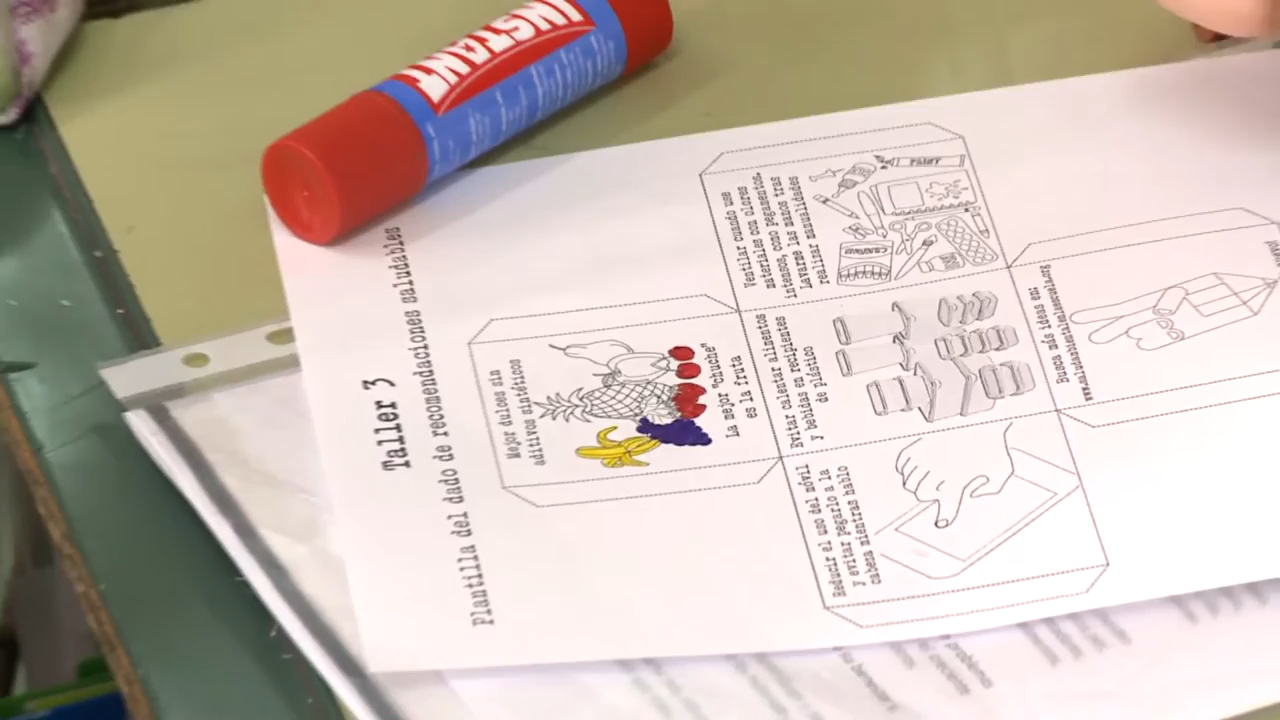 INSTANT
Taller 3
Plantilla del dado de recomendaciones saludables
Mejor dulces sin
aditivos sintéticos
La mejor "chuche"
es la fruta
Ventilar cuando use
materiales con olores
intensos, como pegamentos.
Lavarme las manos tras
realizar manualidades
PAINT
Evitar calentar alimentos
y bebidas en recipientes
de plástico
Reducir el uso del móvil
y evitar pegarlo a la
cabeza mientras hablo
Busca más ideas en: